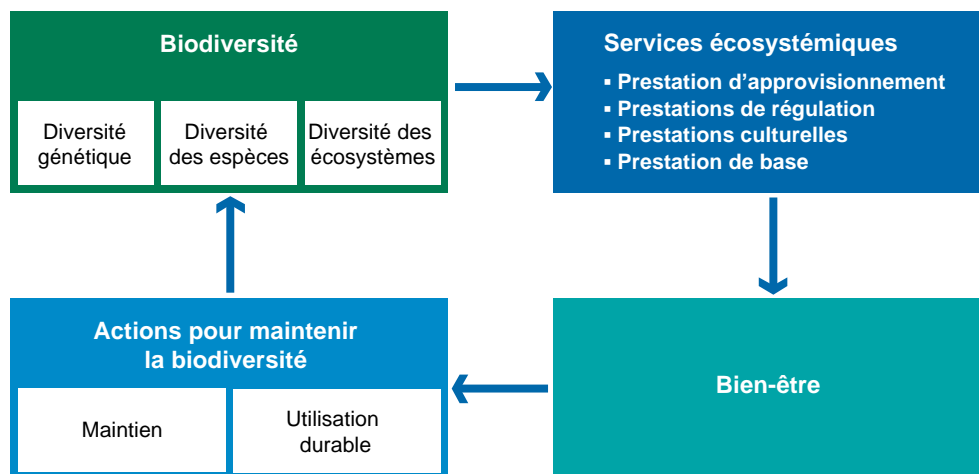 Biodiversité
Diversité
génétique
Diversité
des espèces
Diversité des
écosystèmes
Services écosystémiques
▪ Prestation d’approvisionnement
▪ Prestations de régulation
▪ Prestations culturelles
▪ Prestation de base
Actions pour maintenir
la biodiversité
Maintien
Utilisation
durable
Bien-être